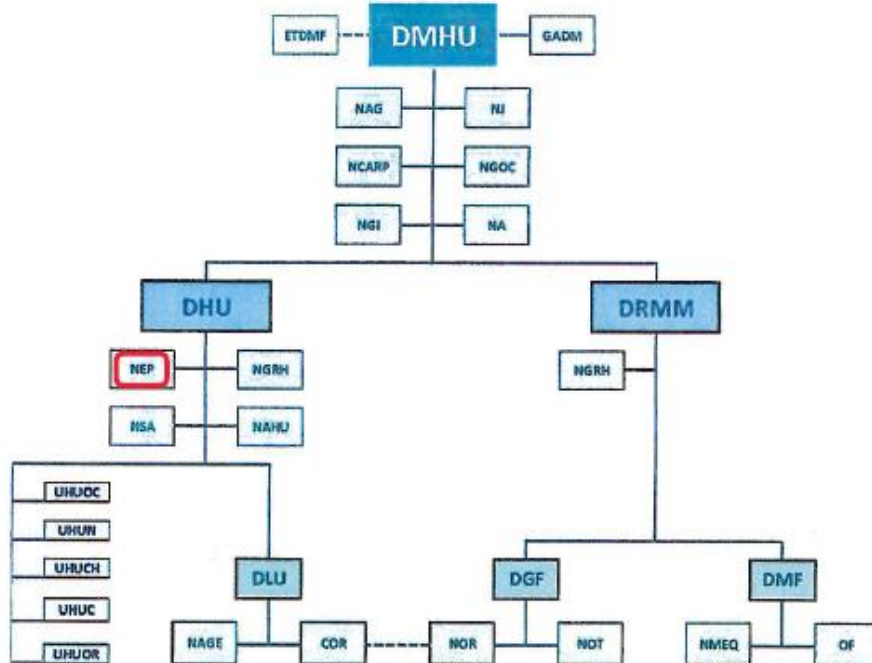 ETDMF DMHU GADM
NAG NJ
NCARP NGOC
NGI NA
DHU DRMM
NEP NGRH NGRH
NSA NAHU
UHUOC
UHUN
UHUCH
UHUC
UHUOR
DLU DGF DMF
NAGE COR NOR NOT NMEQ OF